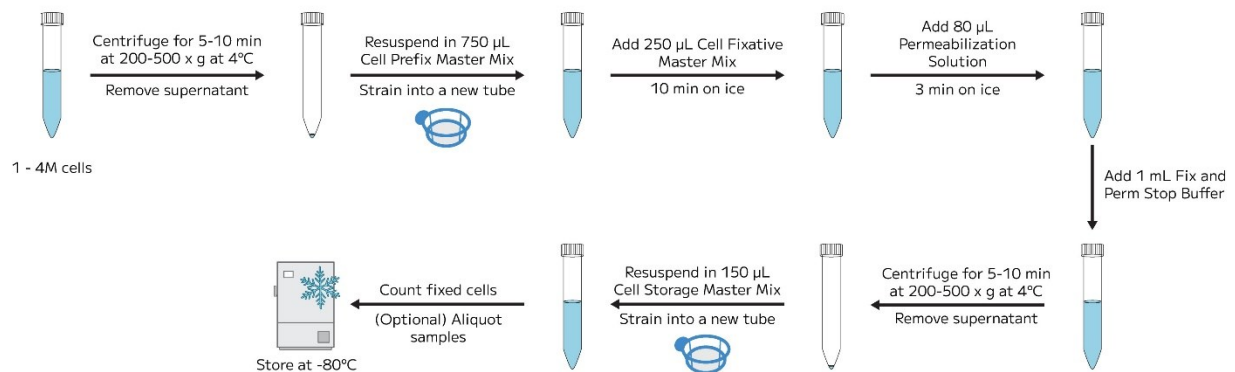 Centrifuge for 5-10 min
at 200-500 x g at 4ºC
Remove supernatant
Resuspend in 750 µL
Cell Prefix Master Mix
Strain into a new tube
Add 250 µL Cell Fixative
Master Mix
10 min on ice
Add 80 µL
Permeabilization
Solution
3 min on ice
1 - 4M cells
Add 1 mL Fix and
Perm Stop Buffer
Centrifuge for 5-10 min
at 200-500 x g at 4ºC
Remove supernatant
Resuspend in 150 µL
Cell Storage Master Mix
Strain into a new tube
Count fixed cells
(Optional) Aliquot
samples
Store at -80ºC